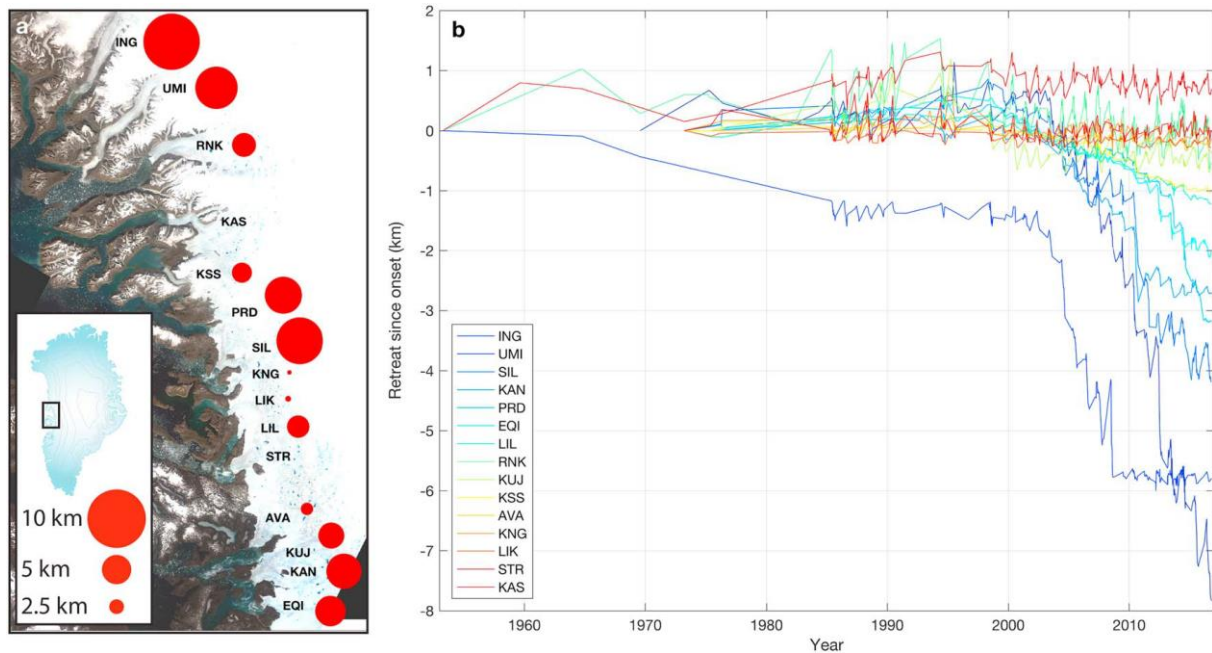 a
ING
UMI
RNK
KAS
KSS
PRD
SIL
KNG
LIK
LIL
STR
AVA
KUJ
KAN
EQI
10 km
5 km
2.5 km
b
Retreat since onset (km)
2
1
0
-1
-2
-3
-4
-5
-6
-7
-8
ING
UMI
SIL
KAN
PRD
EQI
LIL
RNK
KUJ
KSS
AVA
KNG
LIK
STR
KAS
1960
1970
1980
1990
2000
2010
Year